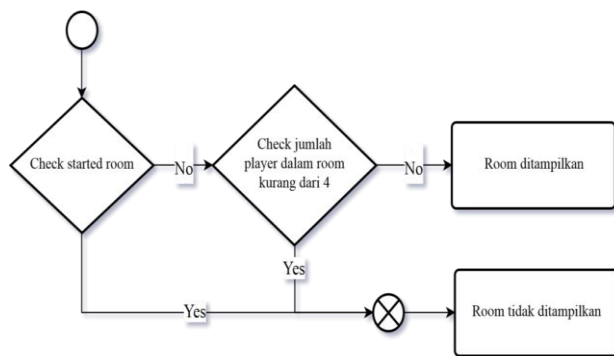 Check started room
No
Check jumlah
player dalam room
kurang dari 4
No
Room ditampilkan
Yes
Yes
Room tidak ditampilkan